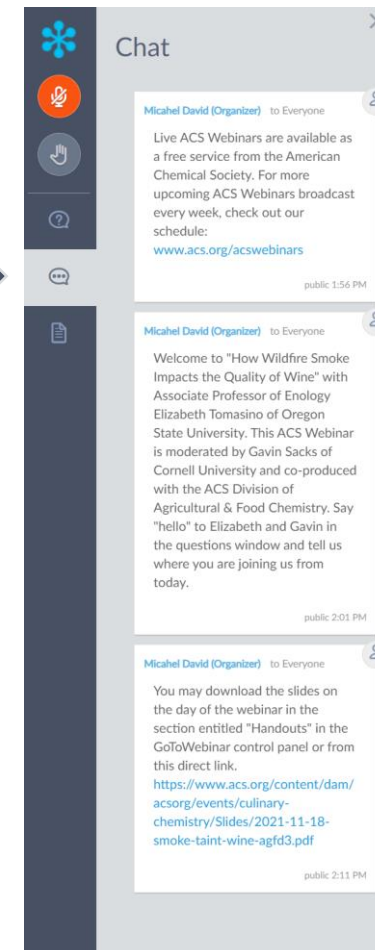 Chat
Micahel David (Organizer) to Everyone
Live ACS Webinars are available as
a free service from the American
Chemical Society. For more
upcoming ACS Webinars broadcast
every week, check out our
schedule:
www.acs.org/acswebinars
public 1:56 PM
Micahel David (Organizer) to Everyone
Welcome to "How Wildfire Smoke
Impacts the Quality of Wine" with
Associate Professor of Enology
Elizabeth Tomasino of Oregon
State University. This ACS Webinar
is moderated by Gavin Sacks of
Cornell University and co-produced
with the ACS Division of
Agricultural & Food Chemistry. Say
"hello" to Elizabeth and Gavin in
the questions window and tell us
where you are joining us from
today.
public 2:01 PM
Micahel David (Organizer) to Everyone
You may download the slides on
the day of the webinar in the
section entitled "Handouts" in the
GoToWebinar control panel or from
this direct link.
https://www.acs.org/content/dam/
acsorg/events/culinary-
chemistry/Slides/2021-11-18-
smoke-taint-wine-agfd3.pdf
public 2:11 PM